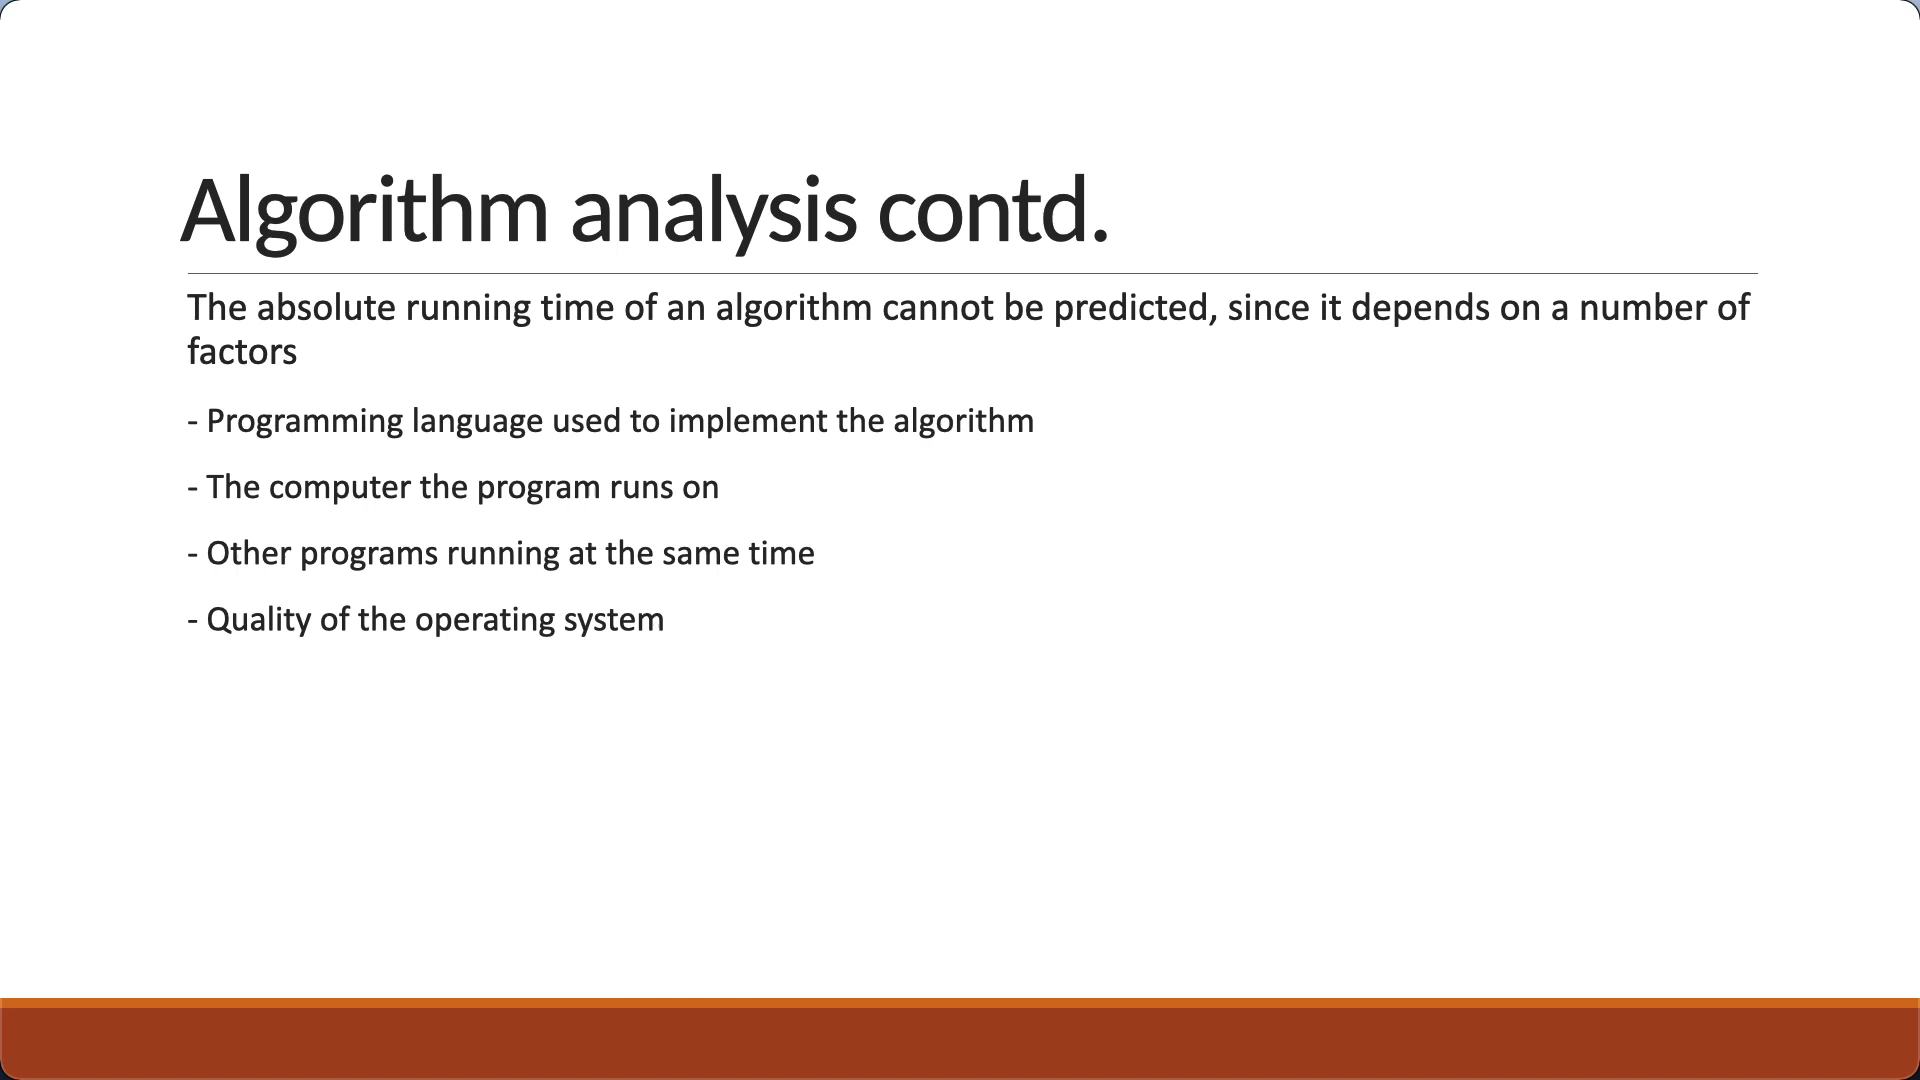 Algorithm analysis contd.
The absolute running time of an algorithm cannot be predicted, since it depends on a number of
factors
- Programming language used to implement the algorithm
- The computer the program runs on
- Other programs running at the same time
- Quality of the operating system